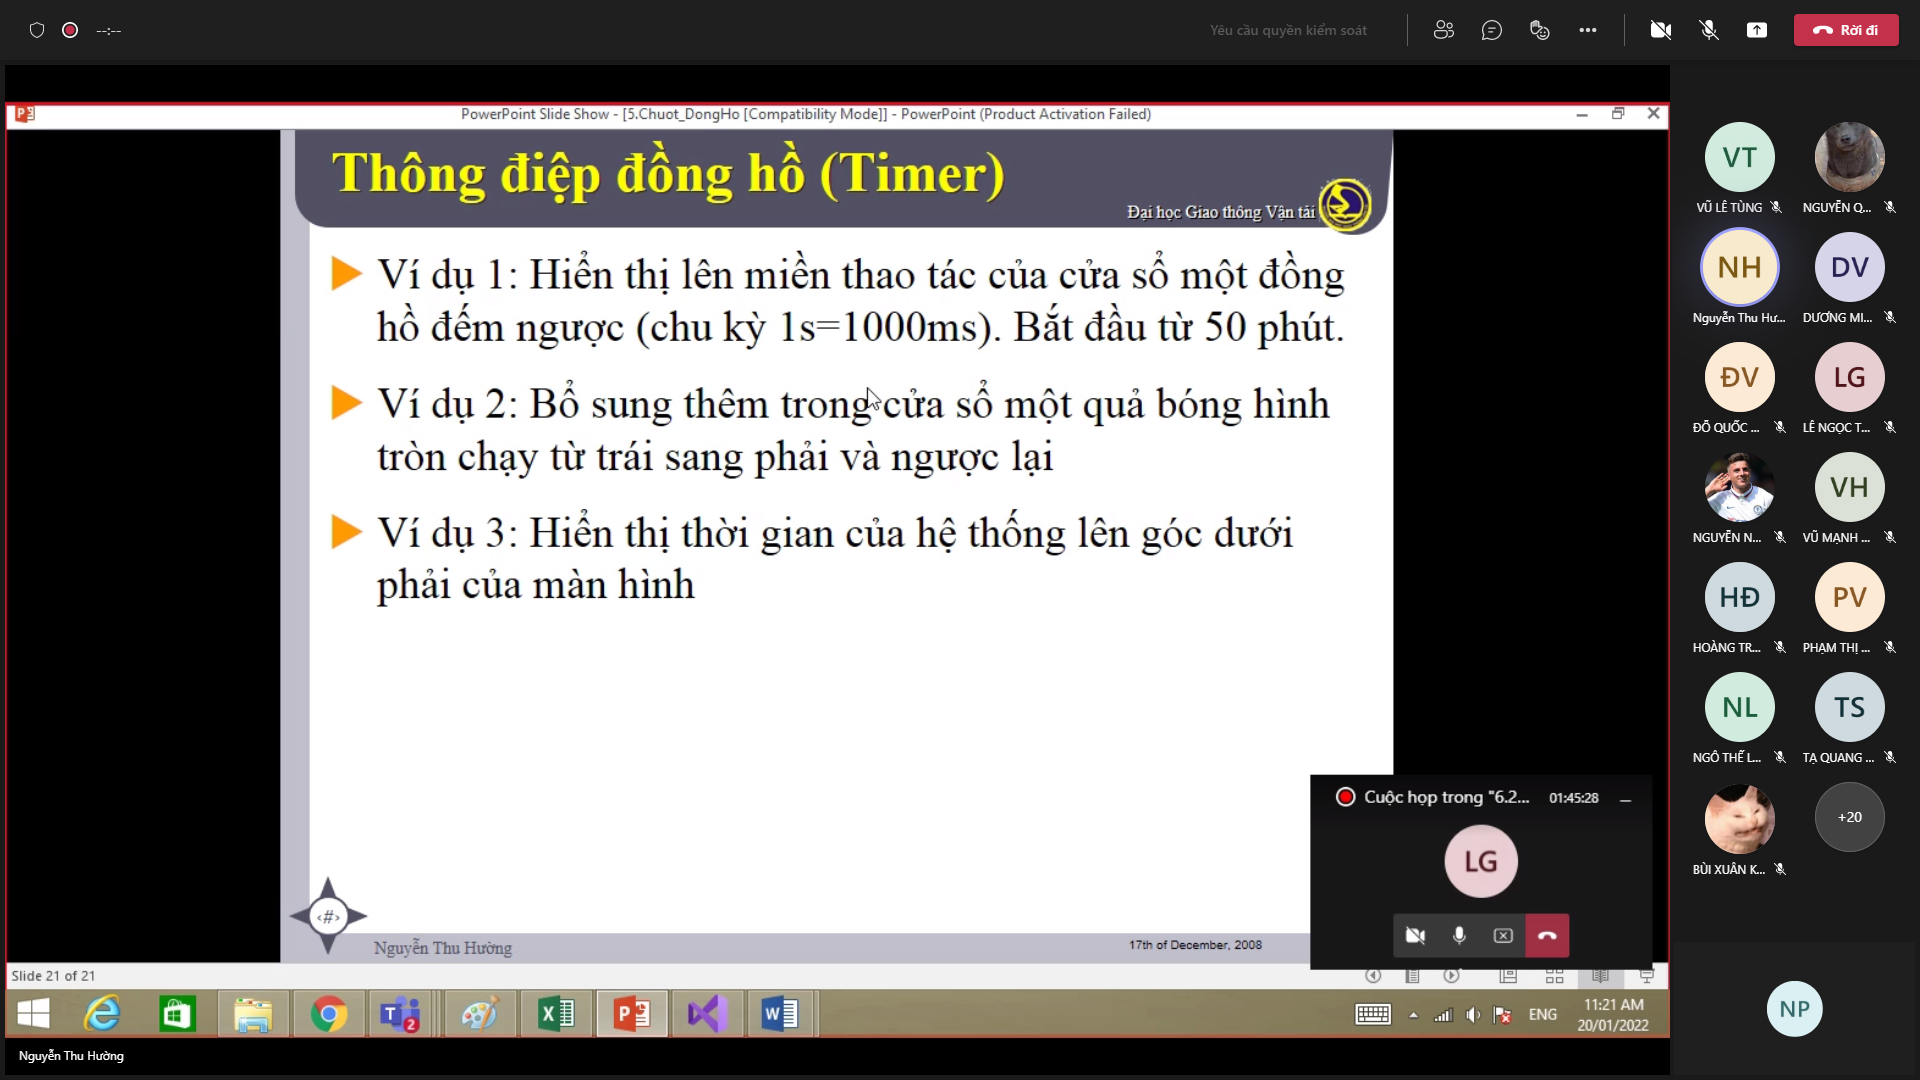 --:--
Yêu cầu quyền kiểm soát
Rời đi
PowerPoint Slide Show - [5.Chuot_DongHo [Compatibility Mode]] - PowerPoint (Product Activation Failed)
Thông điệp đồng hồ (Timer)
Đại học Giao thông Vận tải
Ví dụ 1: Hiển thị lên miền thao tác của cửa sổ một đồng
hồ đếm ngược (chu kỳ 1s=1000ms). Bắt đầu từ 50 phút.
Ví dụ 2: Bổ sung thêm trong cửa sổ một quả bóng hình
tròn chạy từ trái sang phải và ngược lại
Ví dụ 3: Hiển thị thời gian của hệ thống lên góc dưới
phải của màn hình
‹#›
Nguyễn Thu Hường
17th of December, 2008
Cuộc họp trong "6.2...
01:45:28
LG
Slide 21 of 21
2
ENG
11:21 AM
20/01/2022
Nguyễn Thu Hường
VT
VŨ LÊ TÙNG
NGUYỄN Q...
NH
DV
Nguyễn Thu Hư...
DƯƠNG MI...
ĐV
LG
ĐỖ QUỐC ...
LÊ NGỌC T...
VH
NGUYỄN N...
VŨ MẠNH ...
HĐ
PV
HOÀNG TR...
PHẠM THỊ ...
NL
TS
NGÔ THẾ L...
TẠ QUANG ...
+20
BÙI XUÂN K...
NP